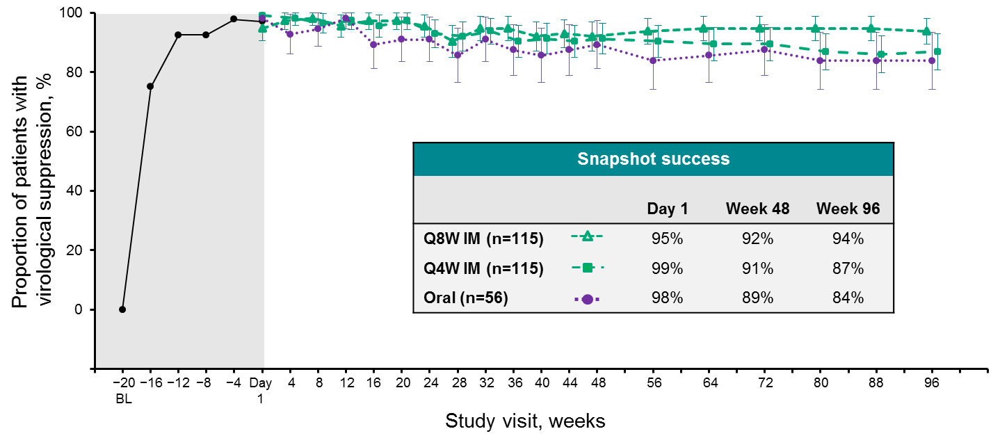 Proportion of patients with
virological suppression, %
100
80
60
40
20
0
Snapshot success
Day 1 Week 48 Week 96
Q8W IM (n=115) 95% 92% 94%
Q4W IM (n=115) 99% 91% 87%
Oral (n=56) 98% 89% 84%
−20 −16 −12 −8 −4 Day 4 8 12 16 20 24 28 32 36 40 44 48 56 64 72 80 88 96
BL 1
Study visit, weeks